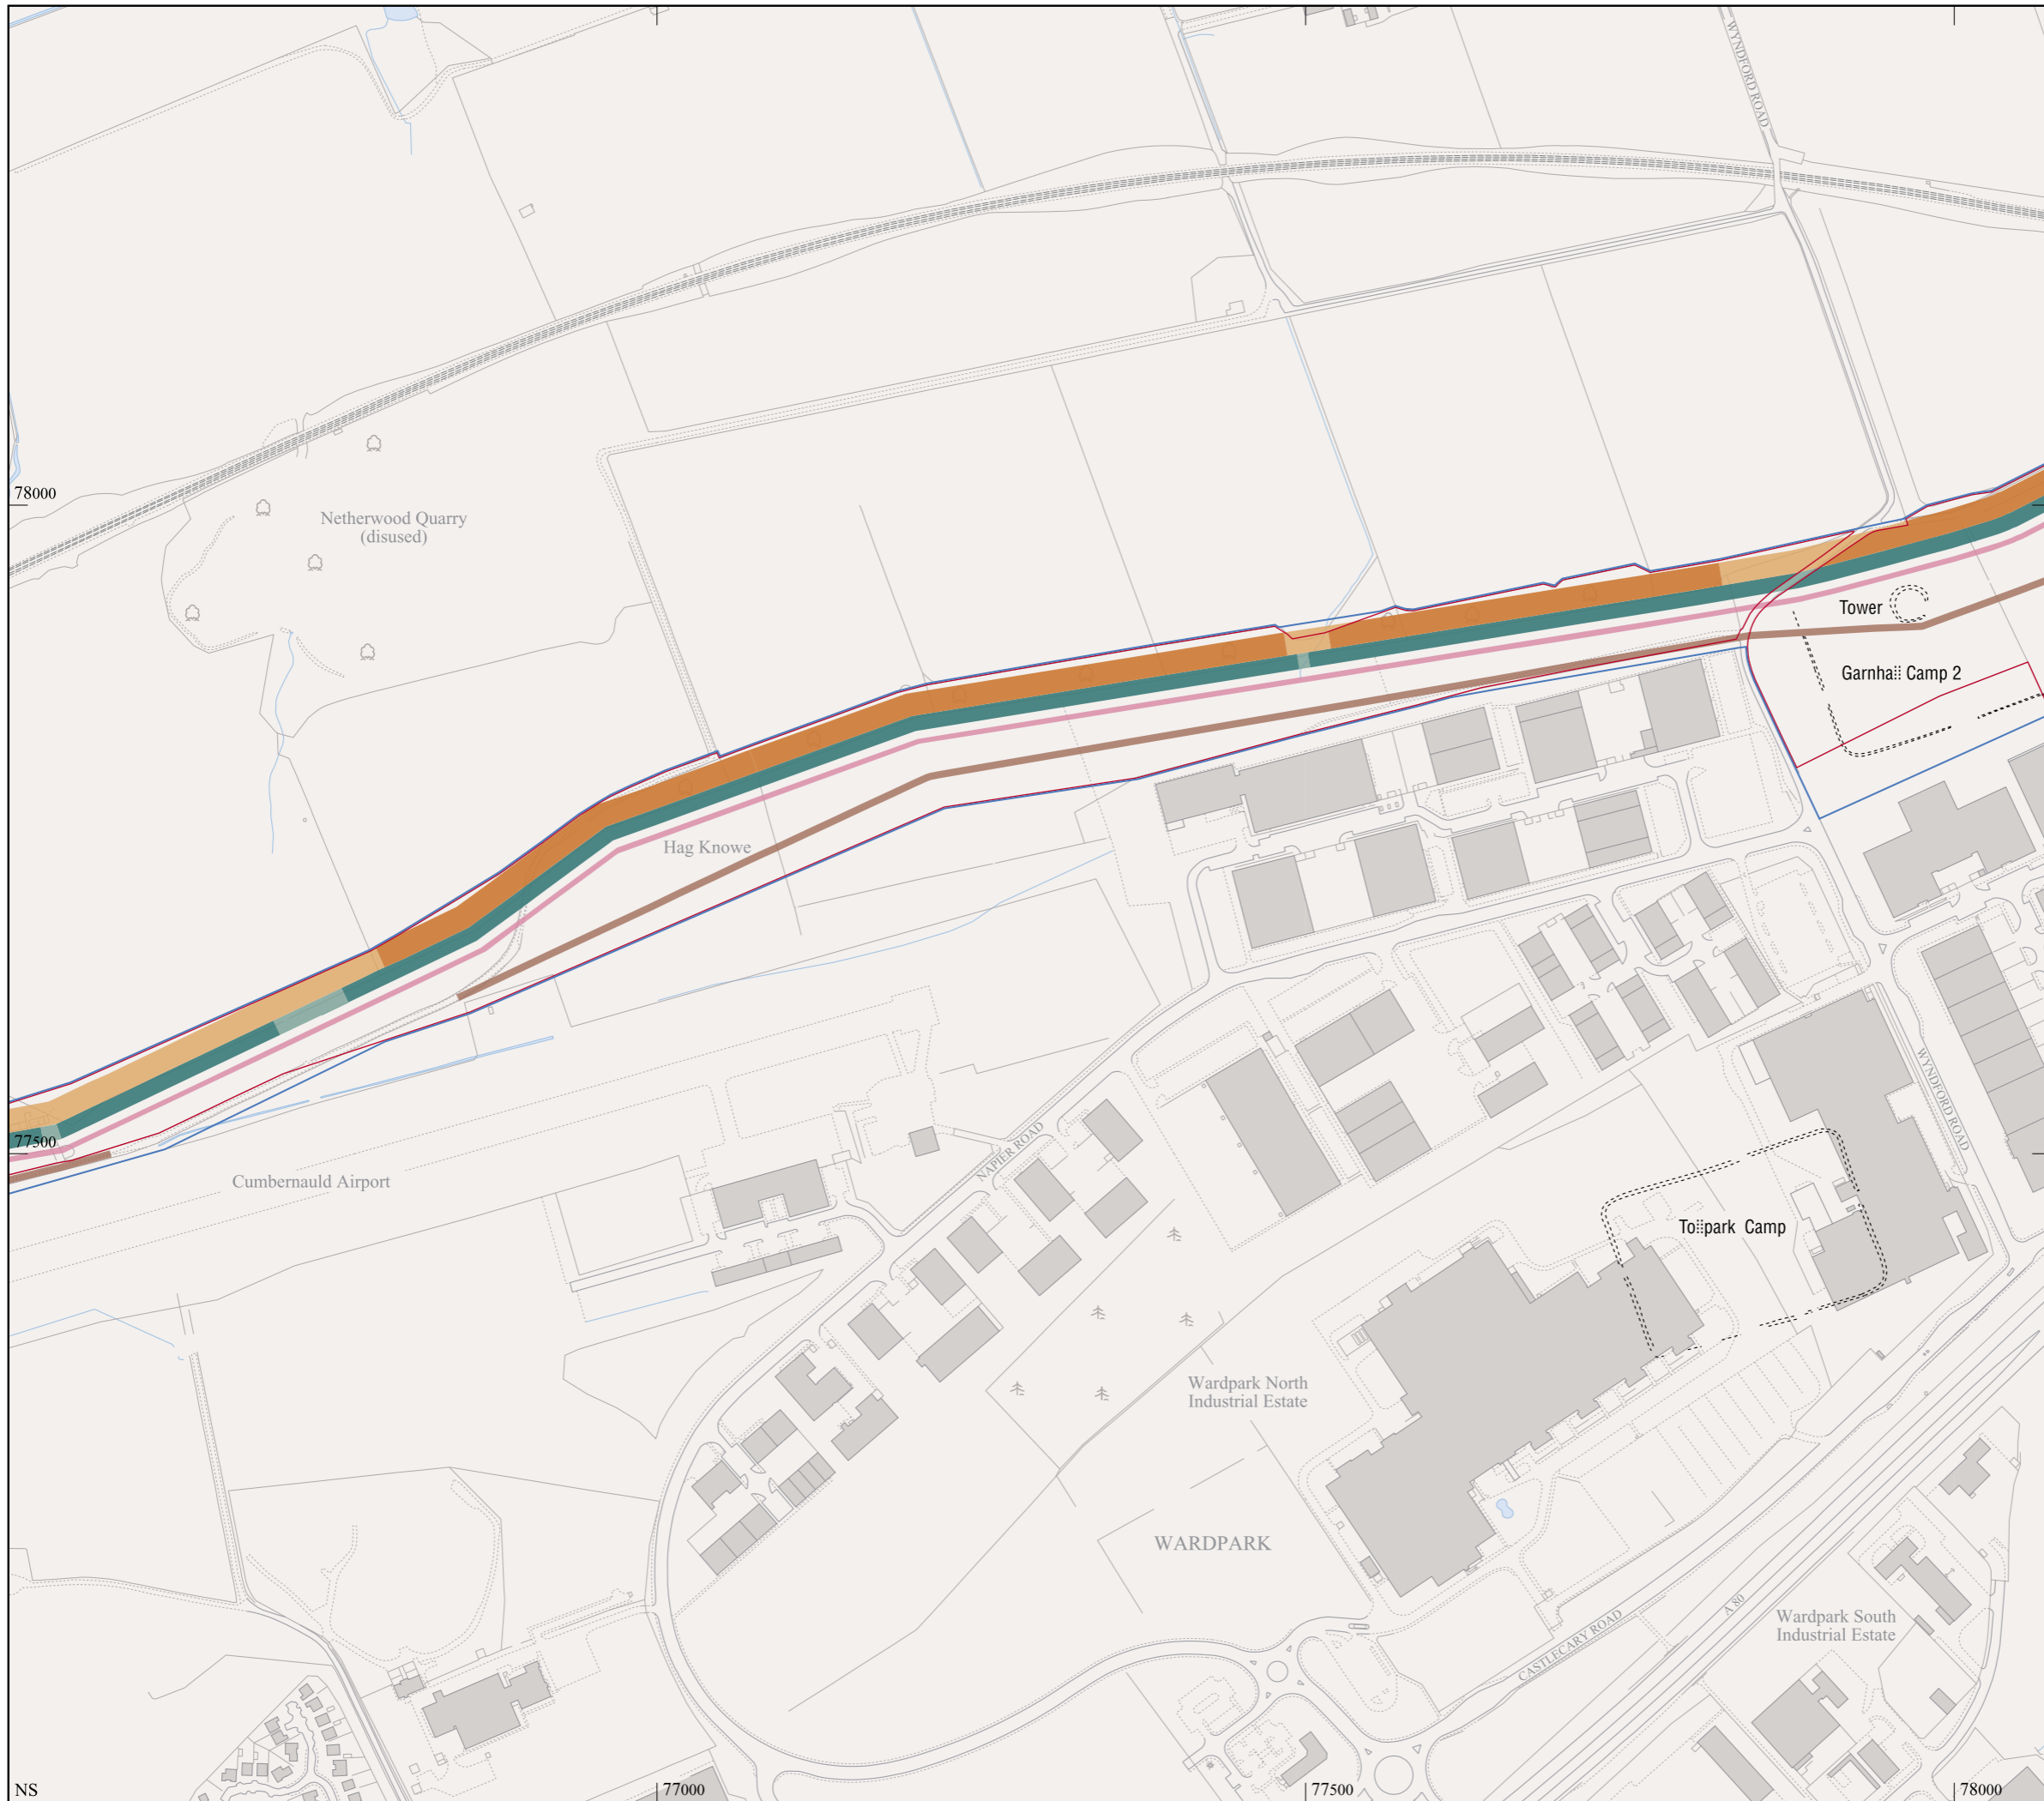 WYNDFORD ROAD
78000
Netherwood Quarry
(disused)
Tower
Garnhall Camp 2
Hag Knowe
77500
Cumbernauld Airport
NAPIER ROAD
WYNDFORD ROAD
Tollpark Camp
Wardpark North
Industrial Estate
WARDPARK
A 80
CASTLECARY ROAD
Wardpark South
Industrial Estate
NS
77000
77500
78000